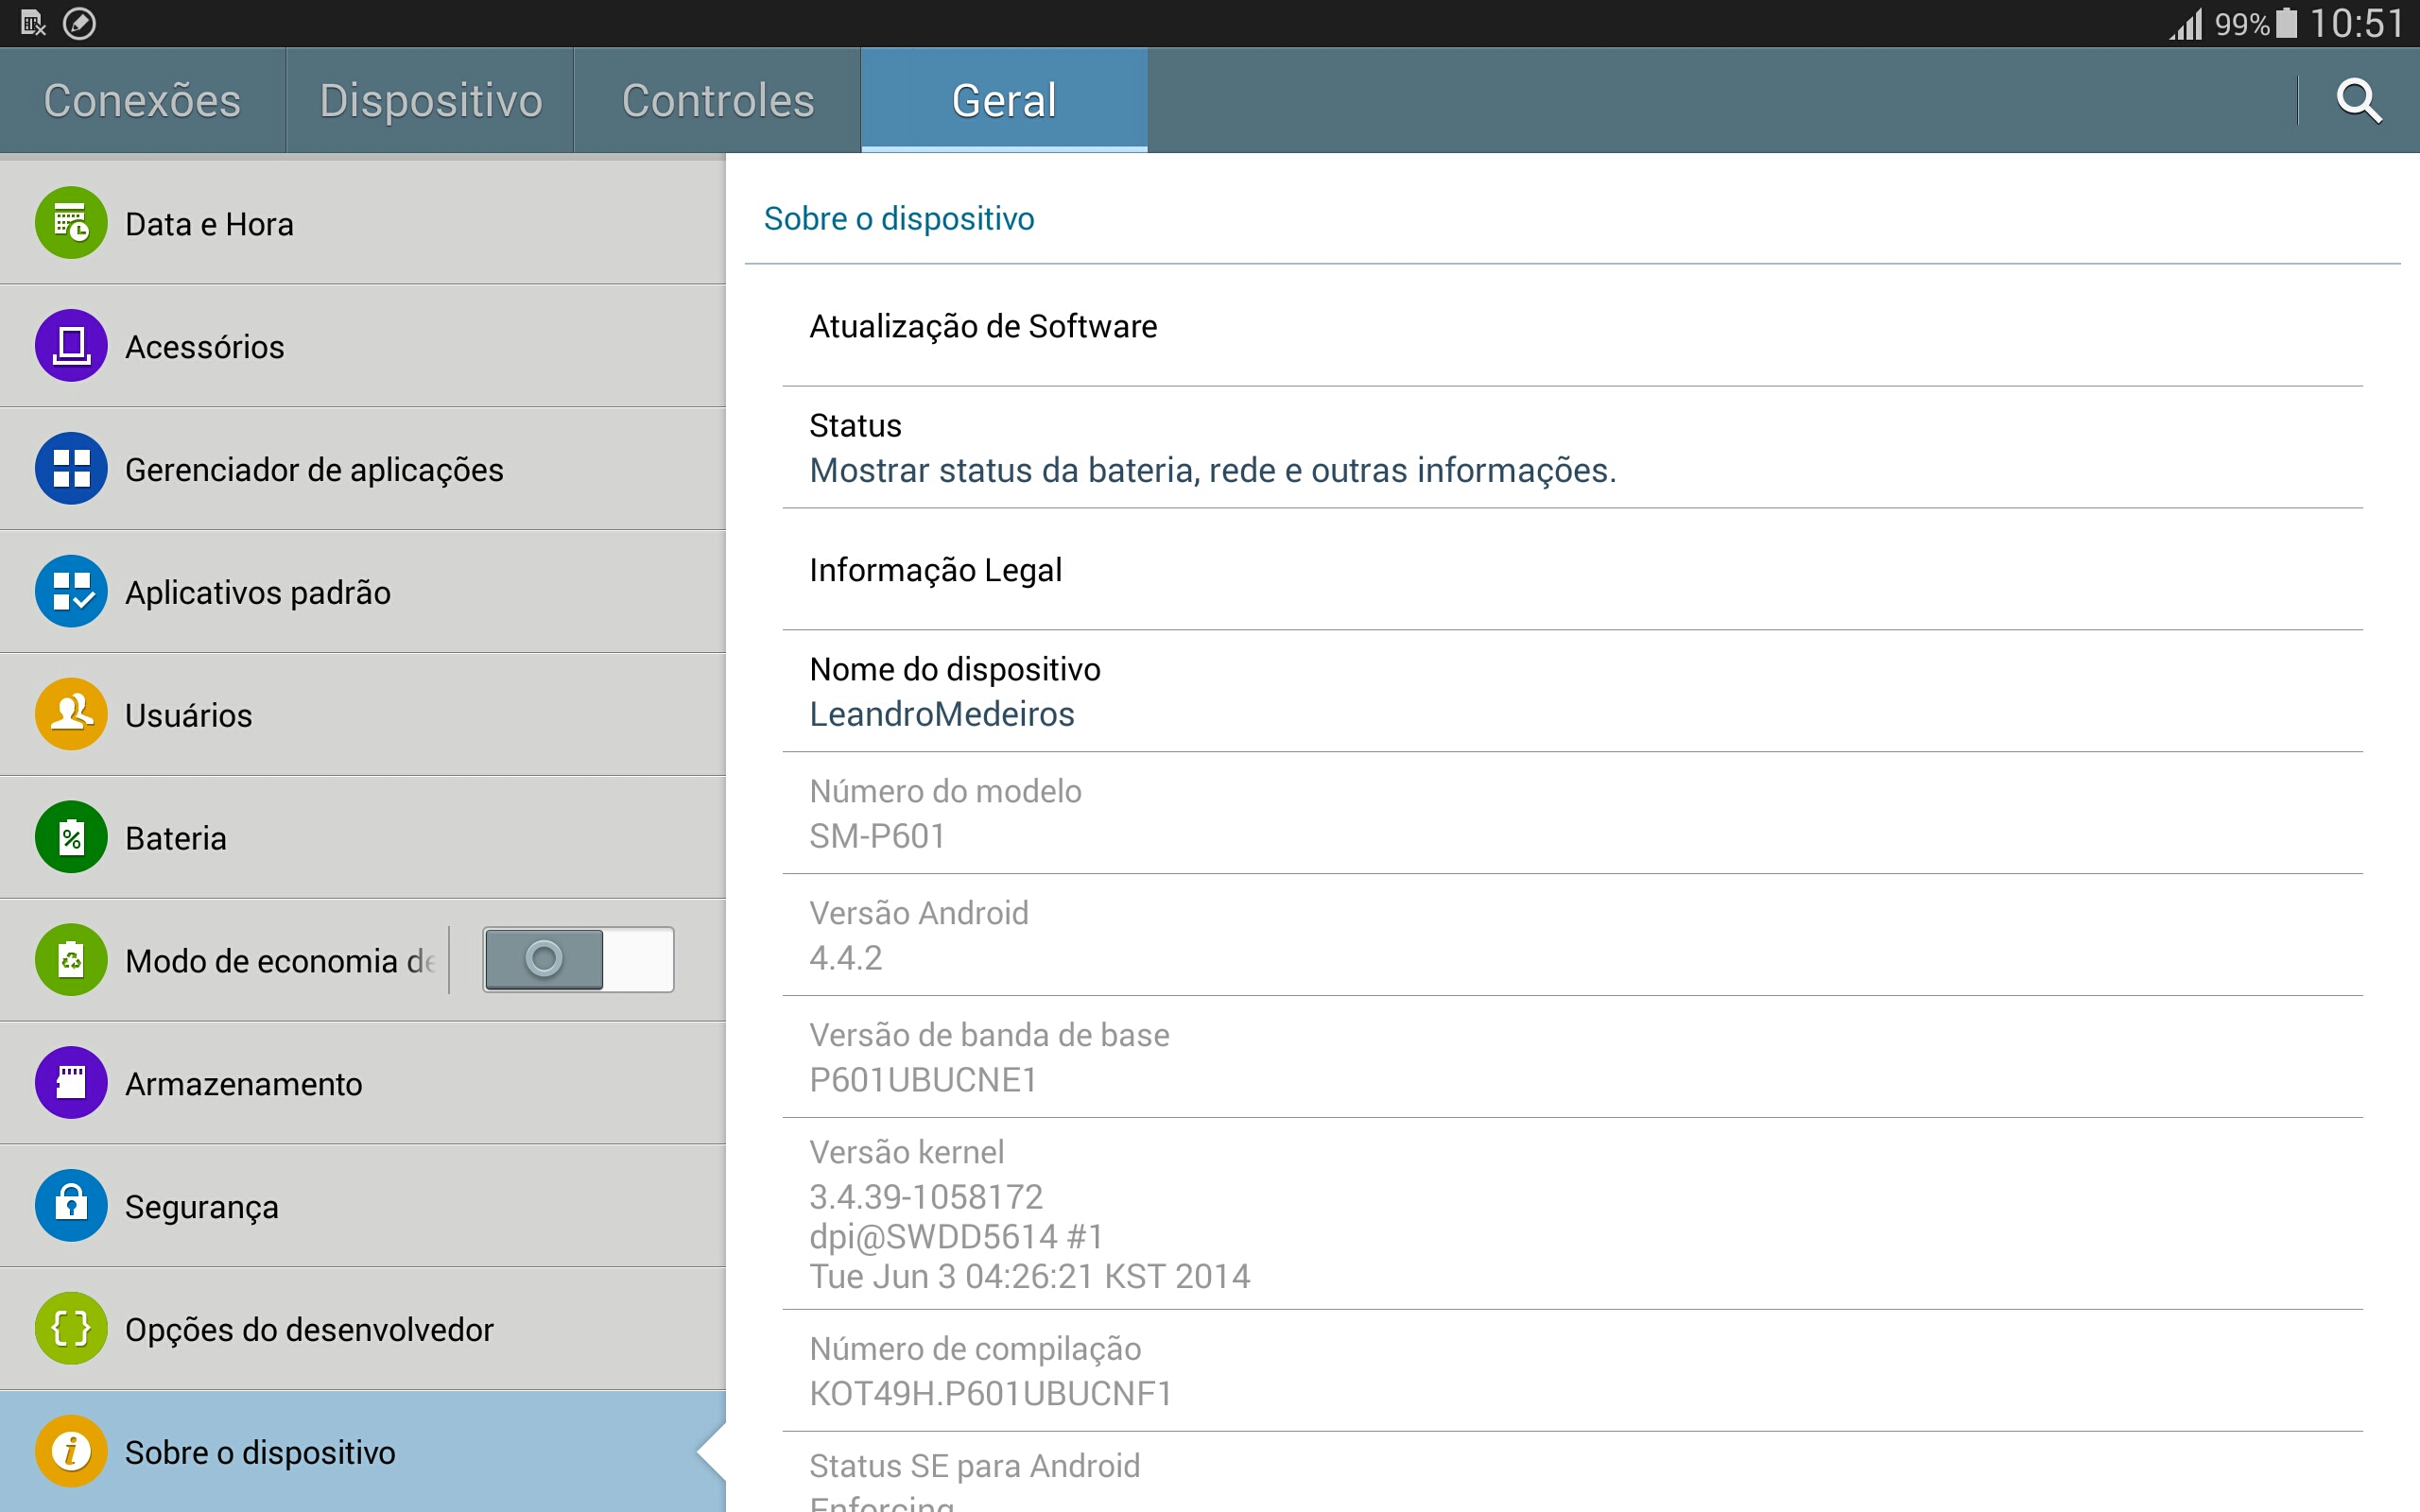 99% 10:51
Conexões Dispositivo Controles Geral
Data e Hora
Acessórios
Gerenciador de aplicações
Aplicativos padrão
Usuários
Bateria
Modo de economia de
Armazenamento
Segurança
Opções do desenvolvedor
Sobre o dispositivo
Sobre o dispositivo
Atualização de Software
Status
Mostrar status da bateria, rede e outras informações.
Informação Legal
Nome do dispositivo
LeandroMedeiros
Número do modelo
SM-P601
Versão Android
4.4.2
Versão de banda de base
P601UBUCNE1
Versão kernel
3.4.39-1058172
dpi@SWDD5614 #1
Tue Jun 3 04:26:21 KST 2014
Número de compilação
KOT49H.P601UBUCNF1
Status SE para Android
Enforcing